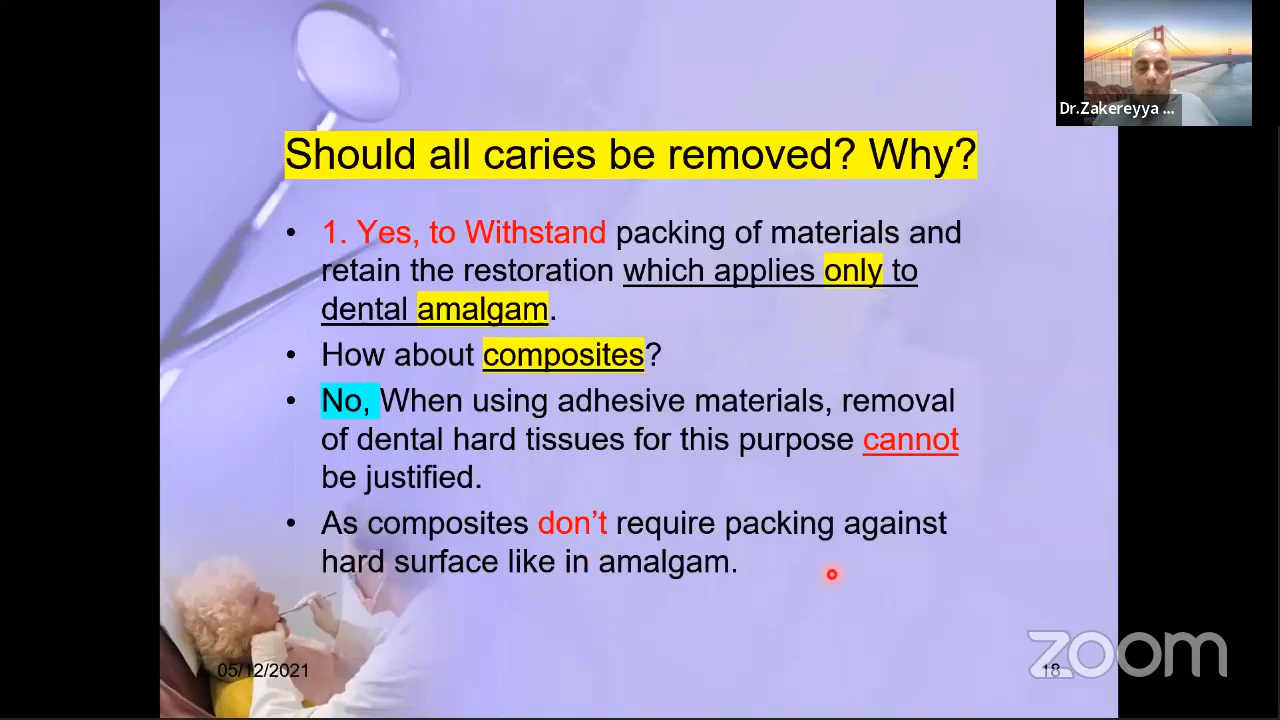 Dr.Zakereyya ...
Should all caries be removed? Why?
• 1. Yes, to Withstand packing of materials and
retain the restoration which applies only to
dental amalgam.
• How about composites?
• No, When using adhesive materials, removal
of dental hard tissues for this purpose cannot
be justified.
• As composites don't require packing against
hard surface like in amalgam.
05/12/2021
18
zoom